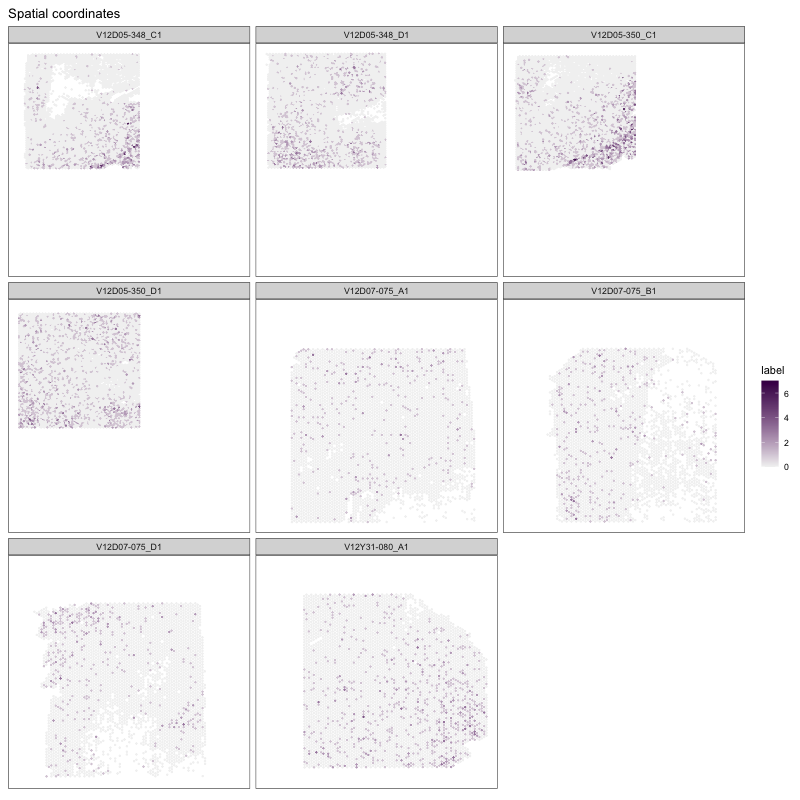 Spatial coordinates
V12D05-348_C1
V12D05-348_D1
V12D05-350_C1
V12D05-350_D1
V12D07-075_A1
V12D07-075_B1
label
6
4
2
0
V12D07-075_D1
V12Y31-080_A1